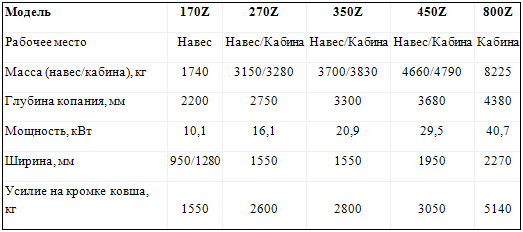 Модель 170Z 270Z 350Z 450Z 800Z
Рабочее место Навес Навес/Кабина Навес/Кабина Навес/Кабина Кабина
Масса (навес/кабина), кг 1740 3150/3280 3700/3830 4660/4790 8225
Глубина копания, мм 2200 2750 3300 3680 4380
Мощность, кВт 10,1 16,1 20,9 29,5 40,7
Ширина, мм 950/1280 1550 1550 1950 2270
Усилие на кромке ковша,
кг 1550 2600 2800 3050 5140